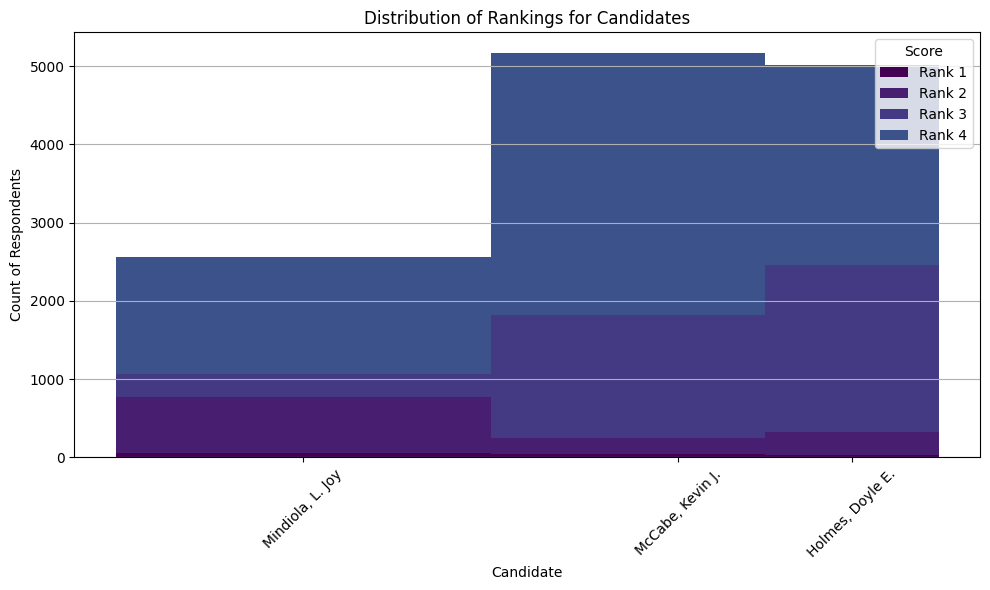 Distribution of Rankings for Candidates
Score
Rank 1
Rank 2
Rank 3
Rank 4
Count of Respondents
5000
4000
3000
2000
1000
0
Mindiola, L. Joy
McCabe, Kevin J.
Holmes, Doyle E.
Candidate